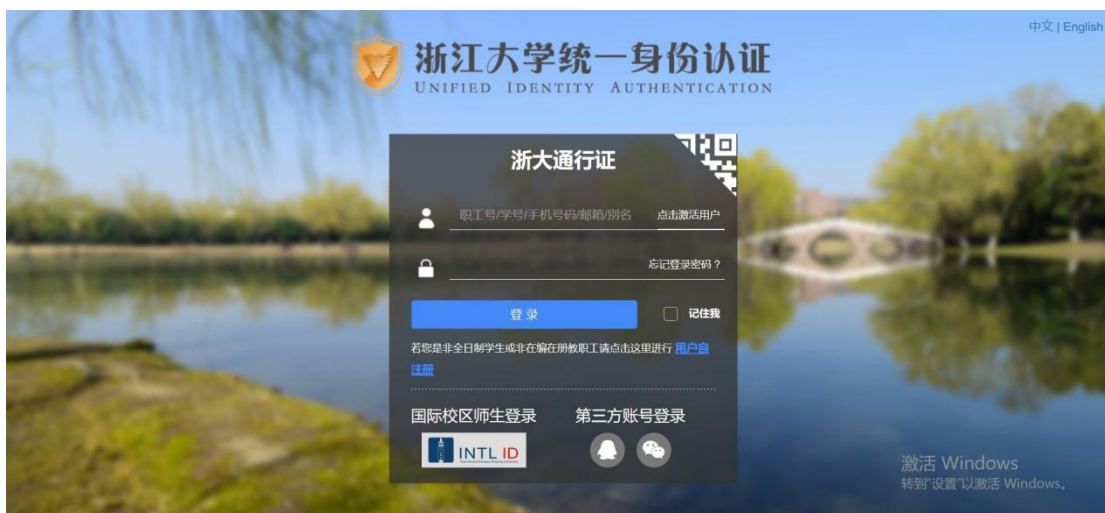 中文 | English
浙江大学统一身份认证
UNIFIED IDENTITY AUTHENTICATION
浙大通行证
职工号/学号/手机号码/邮箱/别名 点击激活用户
忘记登录密码？
登录 记住我
若您是非全日制学生或非在编在册教职工请点击这里进行 用户自
注册
国际校区师生登录 第三方账号登录
INTL ID
激活 Windows
转到"设置"以激活 Windows。